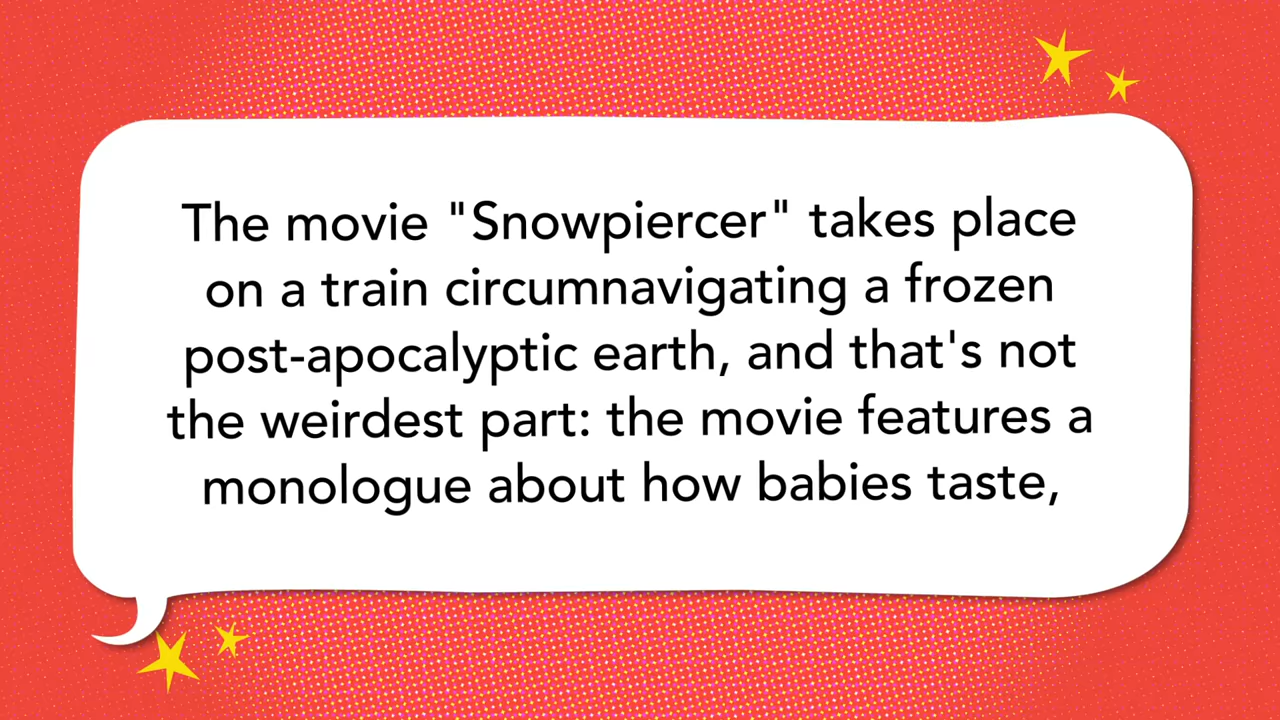 The movie "Snowpiercer" takes place
on a train circumnavigating a frozen
post-apocalyptic earth, and that's not
the weirdest part: the movie features a
monologue about how babies taste,